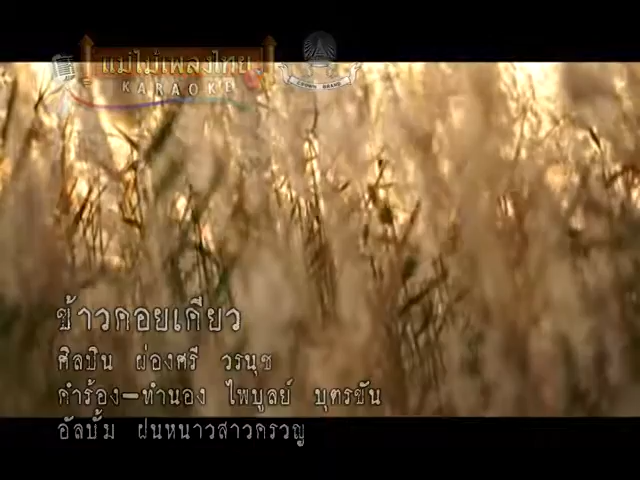 แม่ไม้เพลงไทย
KARAOKE
CROWN BRAND
ข้าวคอยเคียว
ศิลปิน ผ่องศรี วรนุช
คำร้อง-ทำนอง ไพบูลย์ บุตรขัน
อัลบั้ม ฝนหนาวสาวครวญ